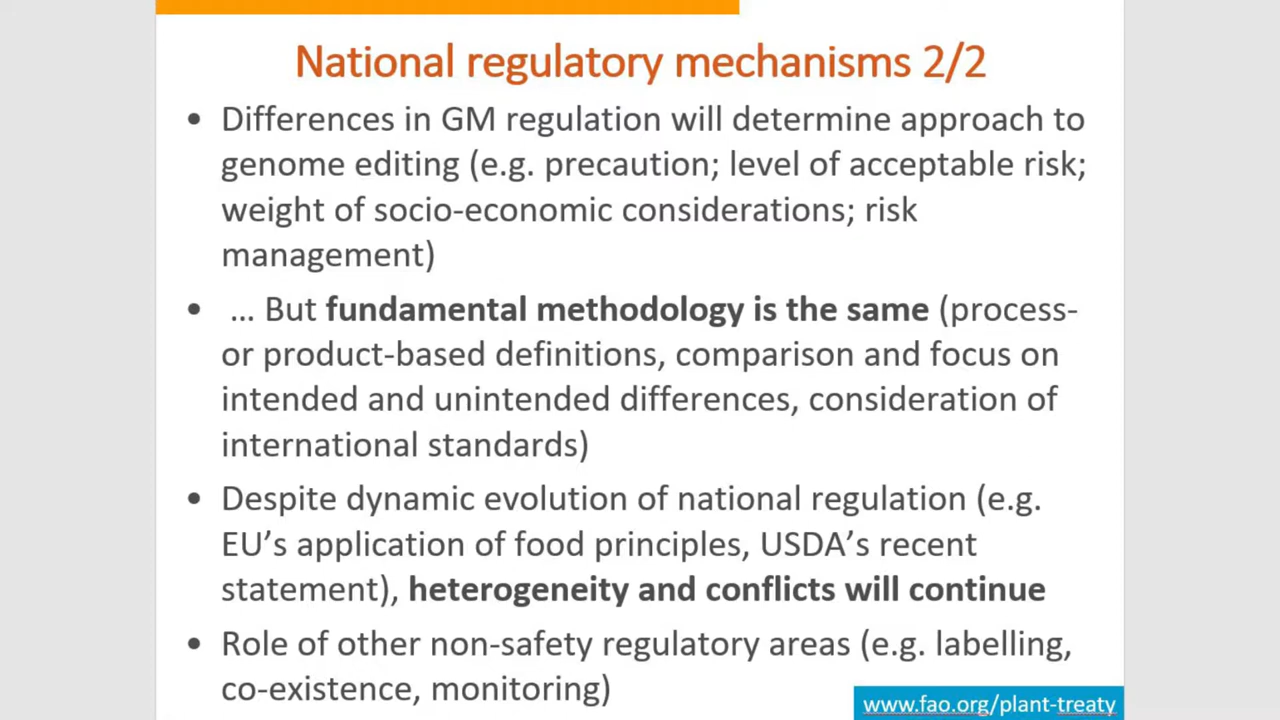 National regulatory mechanisms 2/2
• Differences in GM regulation will determine approach to
genome editing (e.g. precaution; level of acceptable risk;
weight of socio-economic considerations; risk
management)
• … But fundamental methodology is the same (process-
or product-based definitions, comparison and focus on
intended and unintended differences, consideration of
international standards)
• Despite dynamic evolution of national regulation (e.g.
EU’s application of food principles, USDA’s recent
statement), heterogeneity and conflicts will continue
• Role of other non-safety regulatory areas (e.g. labelling,
co-existence, monitoring)
www.fao.org/plant-treaty